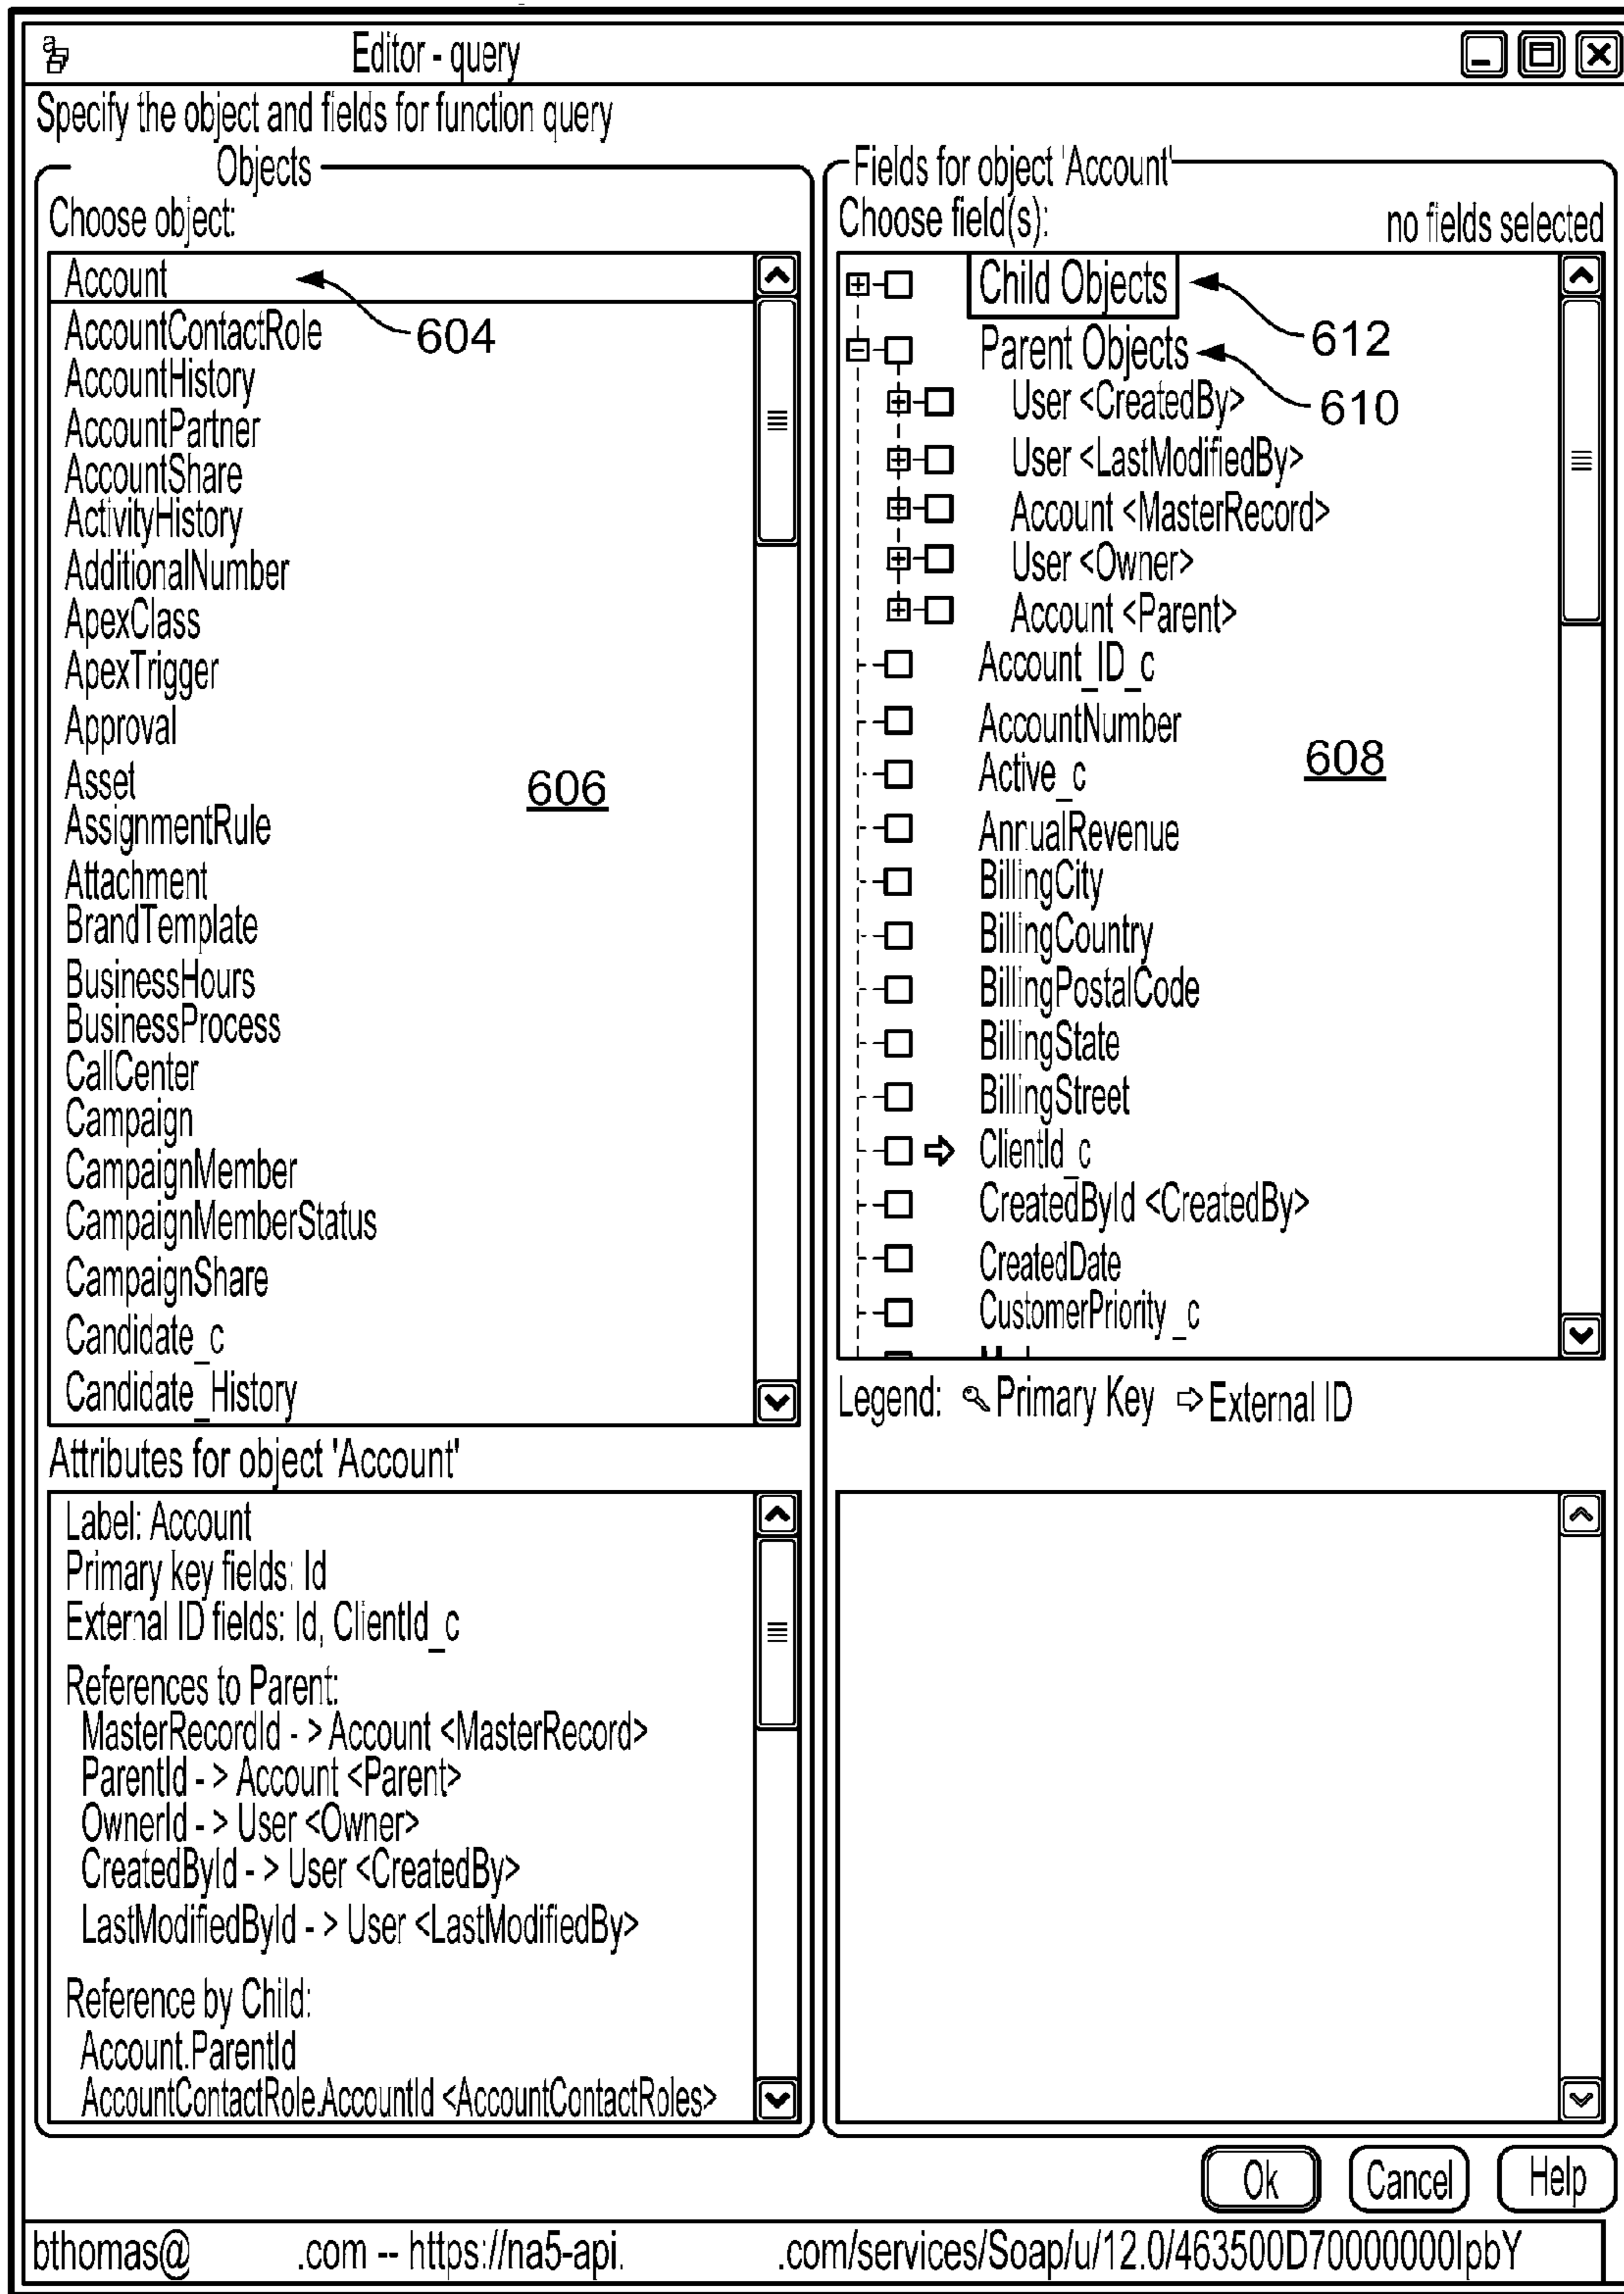 Editor - query
Specify the object and fields for function query
Objects
Choose object:
Account
604
AccountContactRole
AccountHistory
AccountPartner
AccountShare
ActivityHistory
AdditionalNumber
ApexClass
ApexTrigger
Approval
Asset
606
AssignmentRule
Attachment
BrandTemplate
BusinessHours
BusinessProcess
CallCenter
Campaign
CampaignMember
CampaignMemberStatus
CampaignShare
Candidate_c
Candidate_History
Attributes for object 'Account'
Label: Account
Primary key fields: Id
External ID fields: Id, ClientId_c
References to Parent:
MasterRecordId - > Account <MasterRecord>
ParentId - > Account <Parent>
OwnerId - > User <Owner>
CreatedById - > User <CreatedBy>
LastModifiedById - > User <LastModifiedBy>
Reference by Child:
Account.ParentId
AccountContactRole.AccountId <AccountContactRoles>
Fields for object 'Account'
Choose field(s): no fields selected
Child Objects
612
Parent Objects
610
User <CreatedBy>
User <LastModifiedBy>
Account <MasterRecord>
User <Owner>
Account <Parent>
Account_ID_c
AccountNumber
608
Active_c
AnnualRevenue
BillingCity
BillingCountry
BillingPostalCode
BillingState
BillingStreet
ClientId_c
CreatedById <CreatedBy>
CreatedDate
CustomerPriority_c
Legend: Primary Key External ID
Ok Cancel Help
bthomas@ .com -- https://na5-api. .com/services/Soap/u/12.0/463500D70000000IpbY